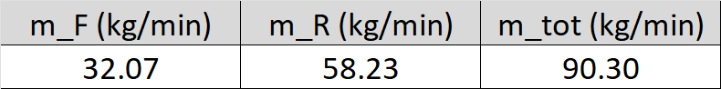 m_F (kg/min) m_R (kg/min) m_tot (kg/min)
32.07 58.23 90.30